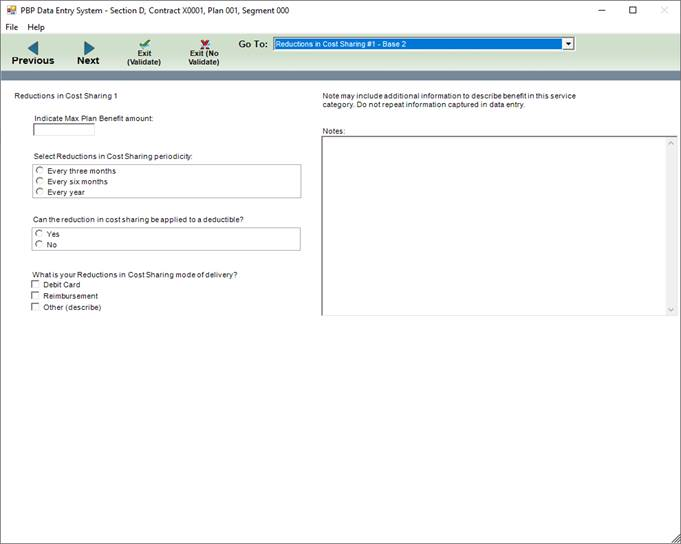 PBP Data Entry System - Section D, Contract X0001, Plan 001, Segment 000
File Help
Previous Next Exit (Validate) Exit (No Validate) Go To: Reductions in Cost Sharing #1 - Base 2
Reductions in Cost Sharing 1
Indicate Max Plan Benefit amount:
Select Reductions in Cost Sharing periodicity:
Every three months
Every six months
Every year
Can the reduction in cost sharing be applied to a deductible?
Yes
No
What is your Reductions in Cost Sharing mode of delivery?
Debit Card
Reimbursement
Other (describe)
Note may include additional information to describe benefit in this service
category. Do not repeat information captured in data entry.
Notes: